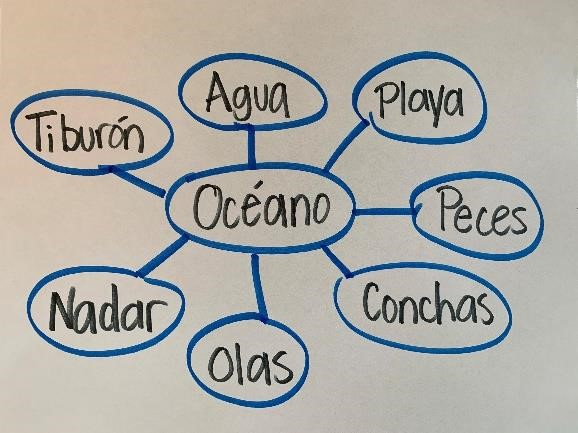 Agua
Playa
Tiburón
Océano
Peces
Nadar
Conchas
Olas